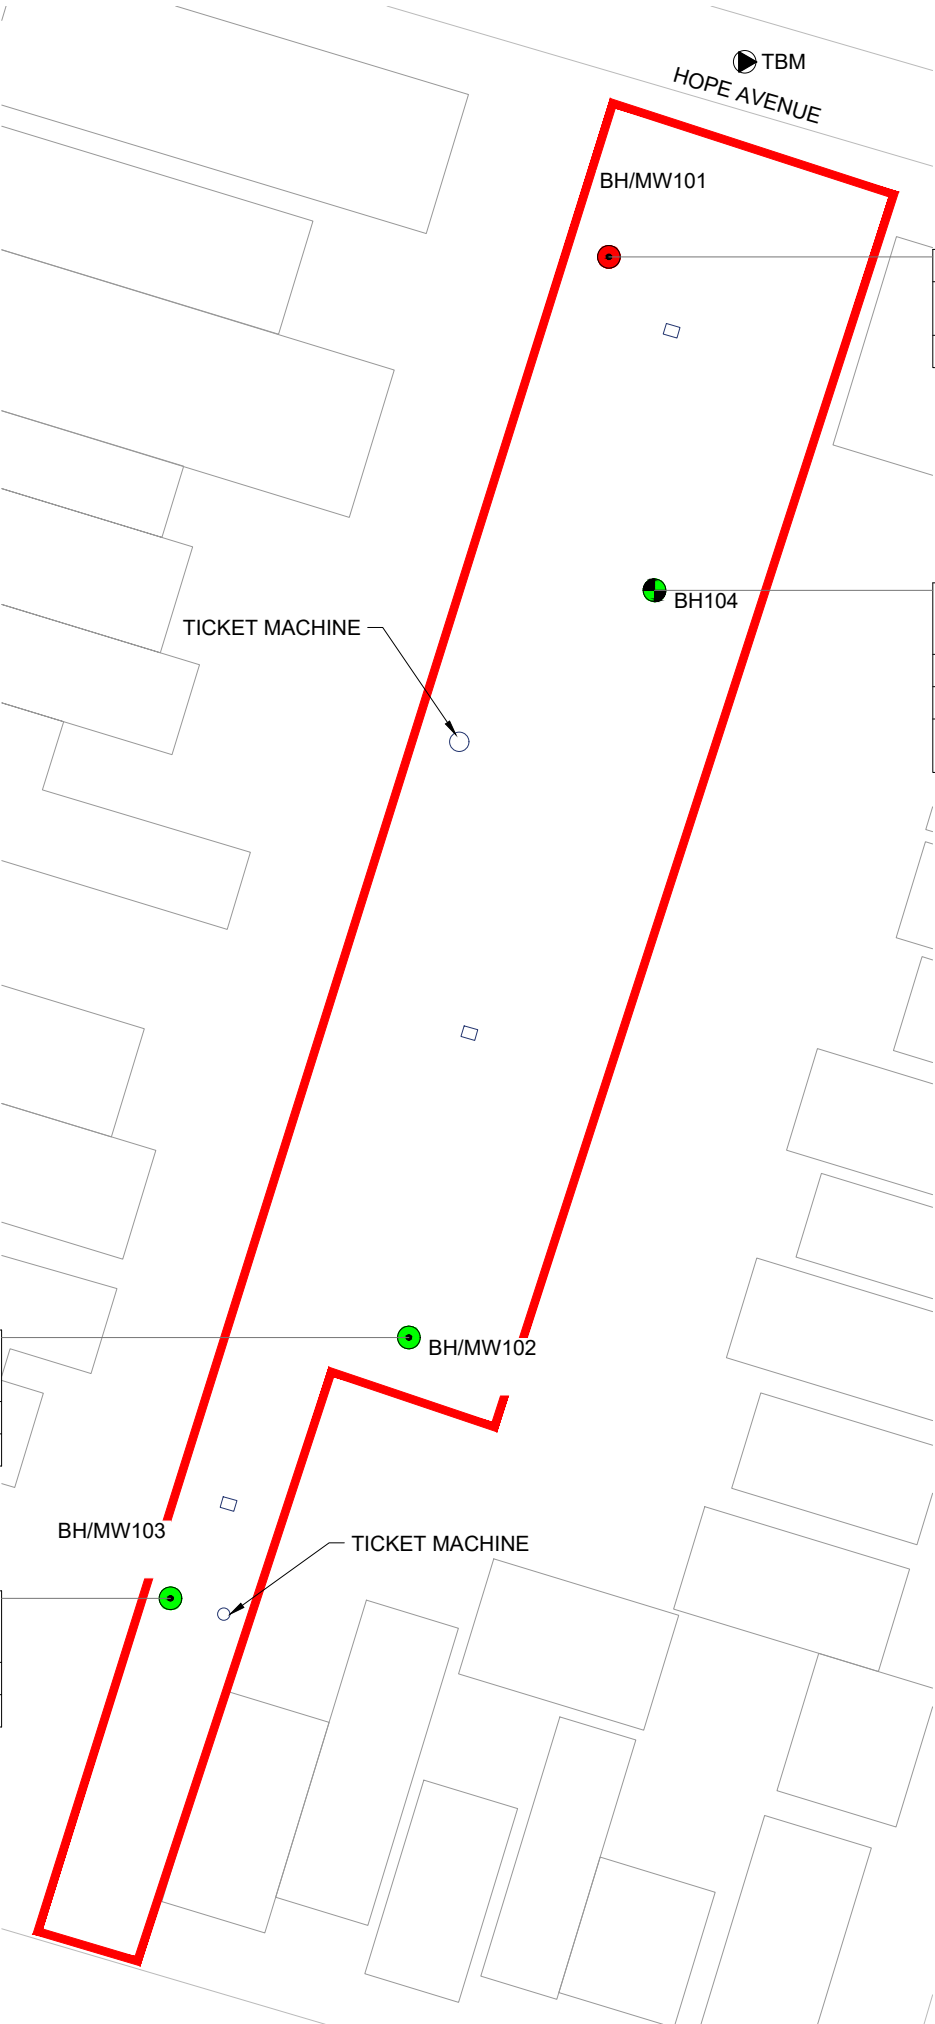 TBM
HOPE AVENUE
BH/MW101
BH104
TICKET MACHINE
BH/MW102
BH/MW103
TICKET MACHINE